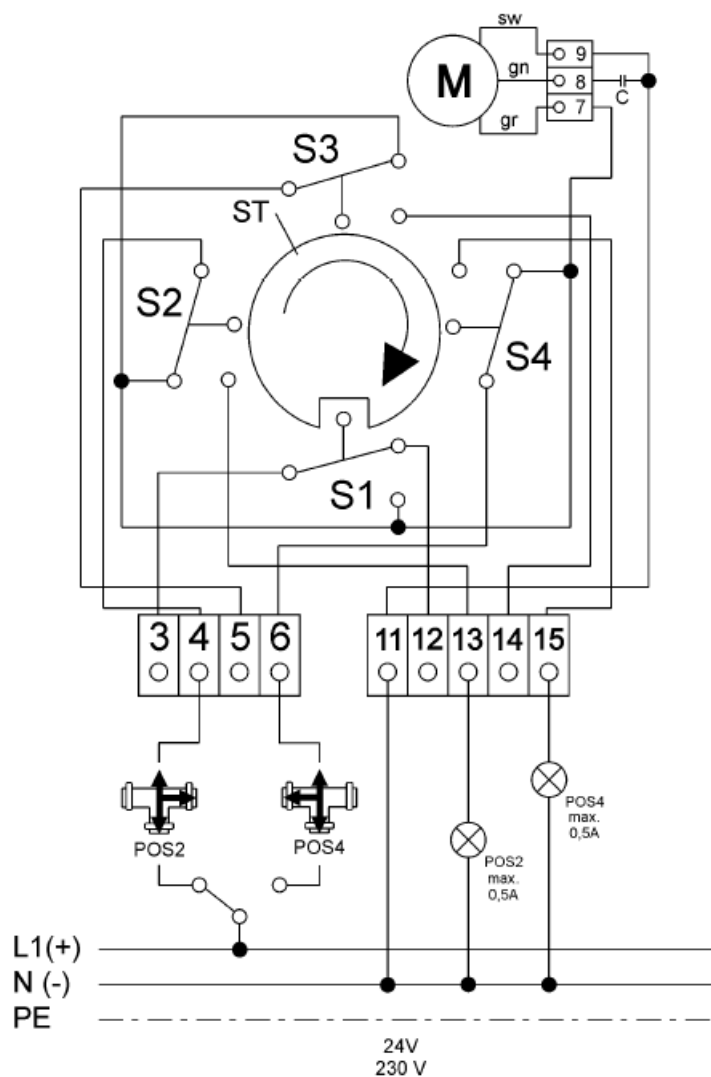 sw
9
M
gn
8
C
gr
7
S3
ST
S2
S4
S1
3 4 5 6
11 12 13 14 15
POS2
POS4
POS4
max.
0,5A
POS2
max.
0,5A
L1(+)
N (-)
PE
24V
230 V